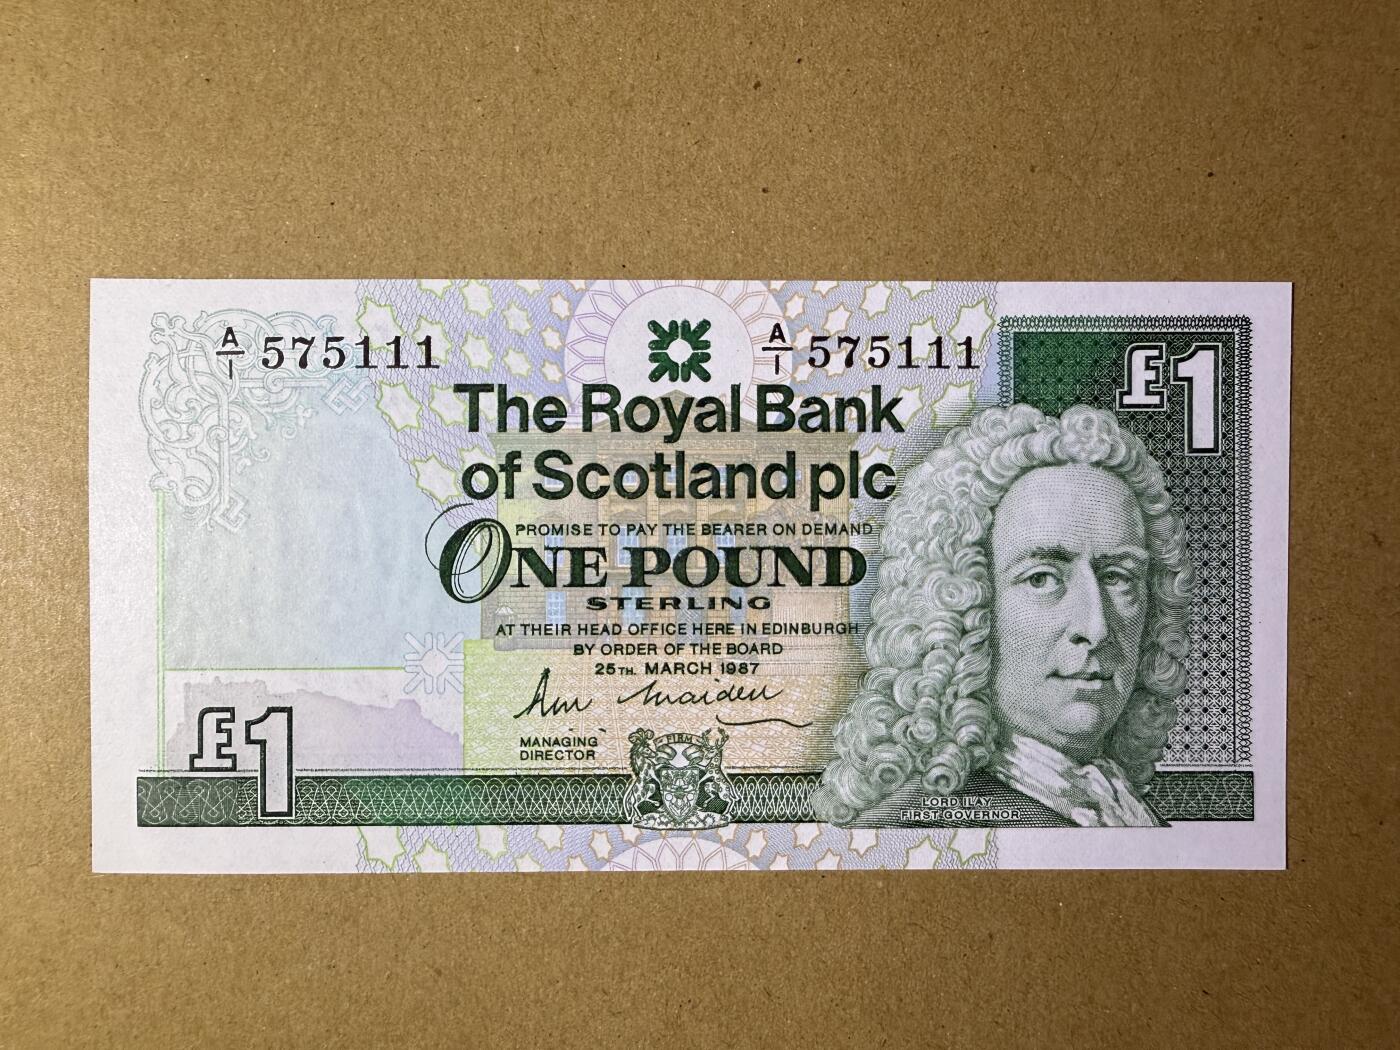 A/1 575111 A/1 575111
£1
The Royal Bank
of Scotland plc
PROMISE TO PAY THE BEARER ON DEMAND
ONE POUND
STERLING
AT THEIR HEAD OFFICE HERE IN EDINBURGH
BY ORDER OF THE BOARD
25TH. MARCH 1987
MANAGING
DIRECTOR
£1
FIRM
LORD ILAY
FIRST GOVERNOR